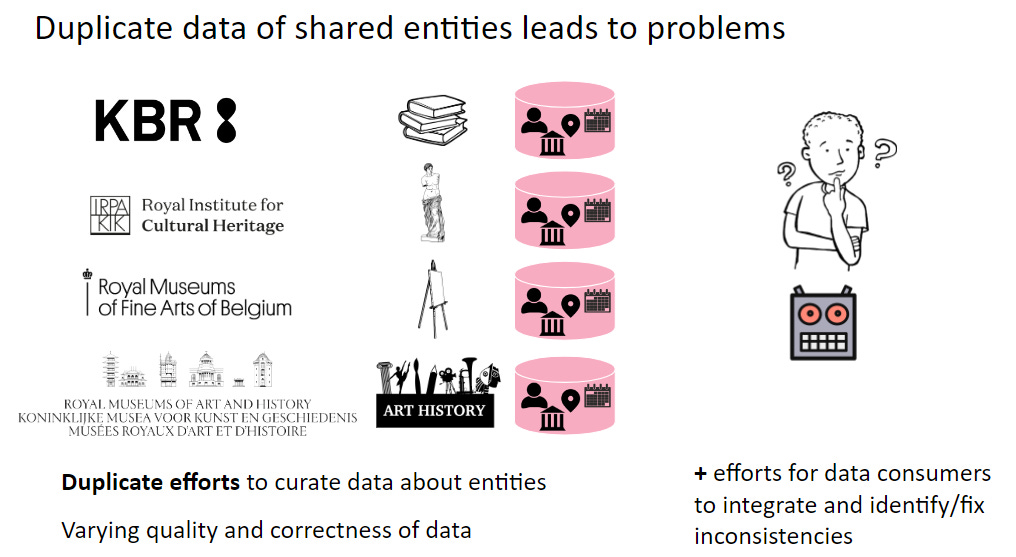 Duplicate data of shared entities leads to problems
KBR
IRPA
KIK
Royal Institute for
Cultural Heritage
Royal Museums
of Fine Arts of Belgium
ROYAL MUSEUMS OF ART AND HISTORY
KONINKLIJKE MUSEA VOOR KUNST EN GESCHIEDENIS
MUSÉES ROYAUX D'ART ET D'HISTOIRE
ART HISTORY
? ?
Duplicate efforts to curate data about entities
Varying quality and correctness of data
+ efforts for data consumers
to integrate and identify/fix
inconsistencies